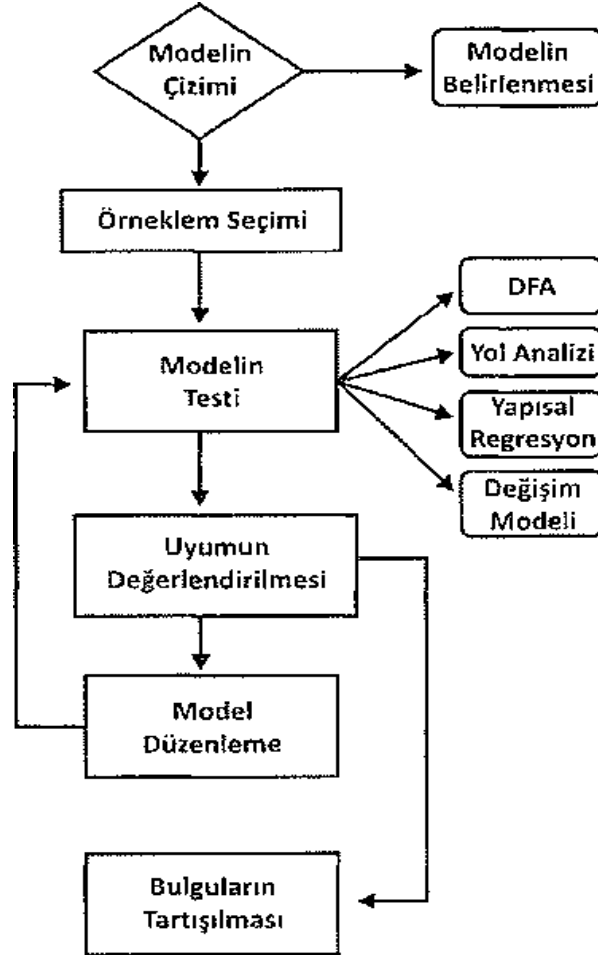 Modelin
Çizimi
Modelin
Belirlenmesi
Örneklem Seçimi
Modelin
Testi
DFA
Yol Analizi
Yapısal
Regresyon
Değişim
Modeli
Uyumun
Değerlendirilmesi
Model
Düzenleme
Bulguların
Tartışılması